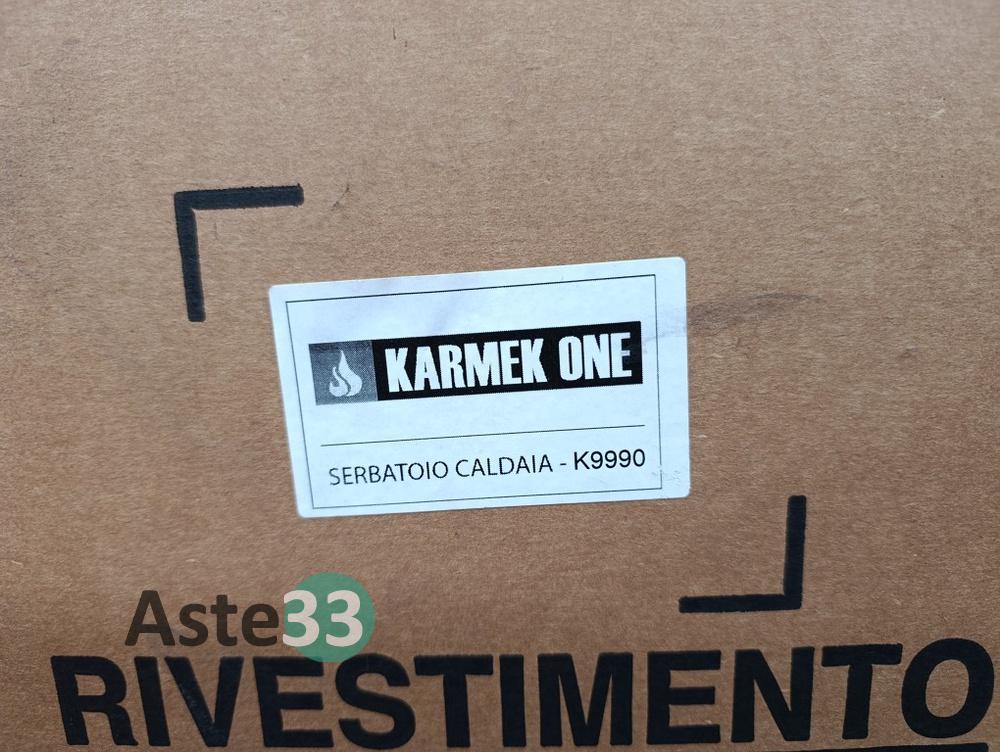 KARMEK ONE
SERBATOIO CALDAIA - K9990
Aste33
RIVESTIMENTO